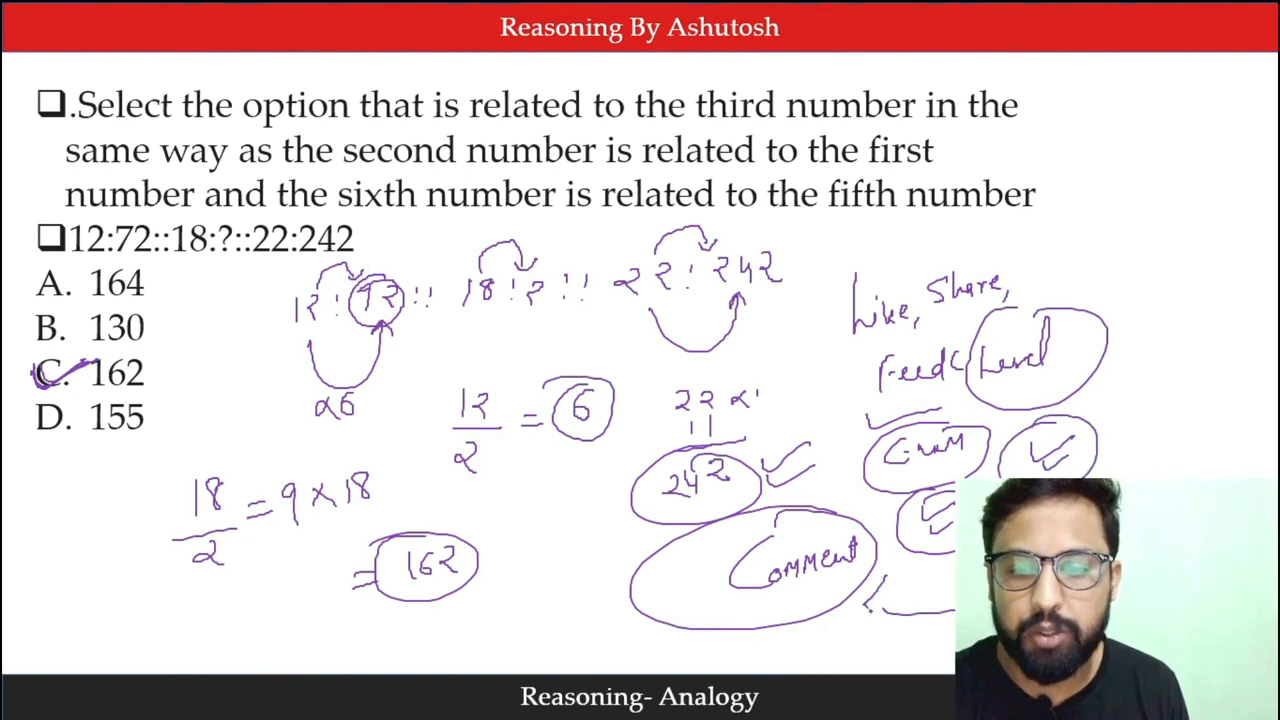 Reasoning By Ashutosh
❑.Select the option that is related to the third number in the
same way as the second number is related to the first
number and the sixth number is related to the fifth number
❑12:72::18:?::22:242
A. 164
B. 130
C. 162
D. 155
12 : 72 :: 18 : ? :: 22 : 242
Like, Share,
Level
12/2 = 6
22 x
11
242
18/2 = 9 × 18
= 162
Comment
Reasoning- Analogy